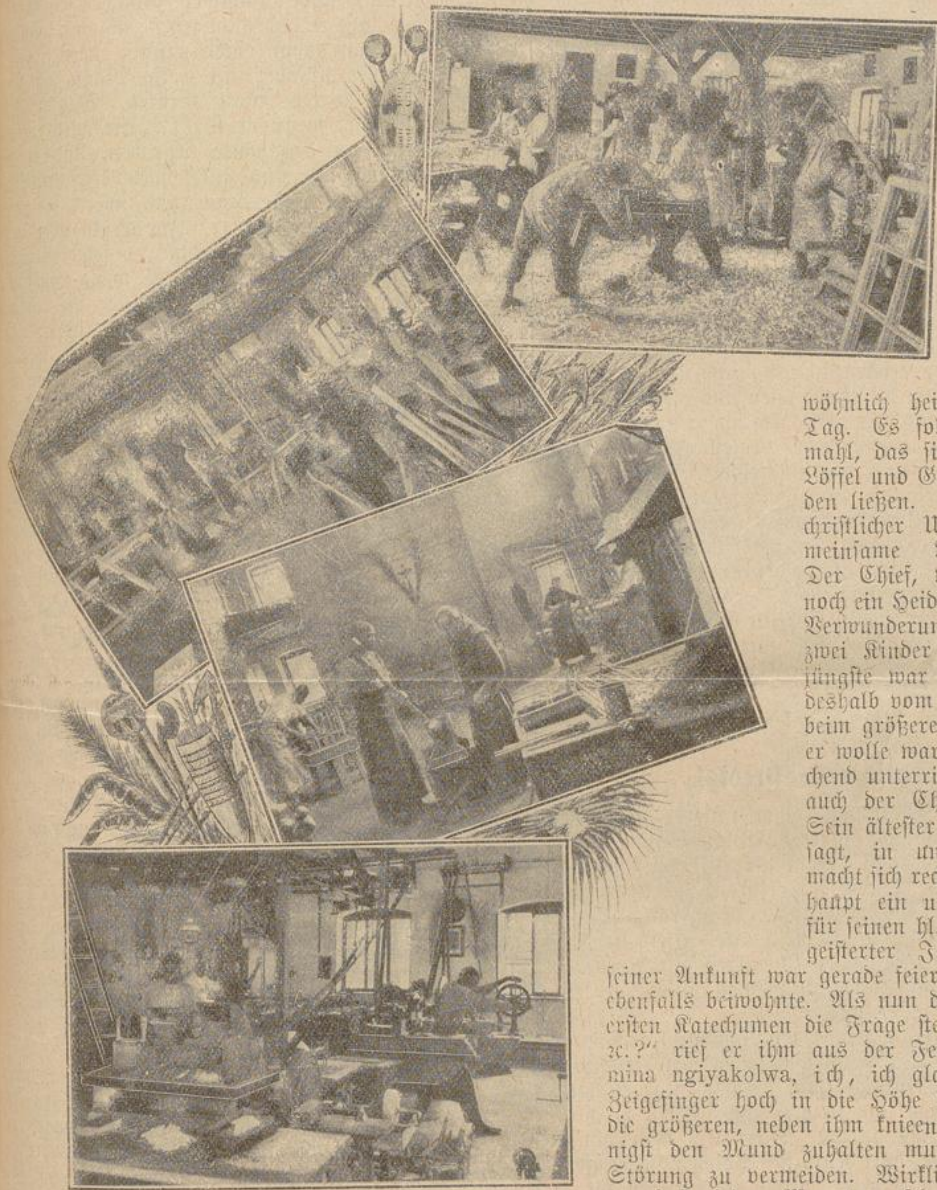 wöhnlich hei
Tag. Es fol
mahl, das si
Löffel und G
den ließen.
christlicher U
meinsame
Der Chief,
noch ein Heid
Verwunderun
zwei Kinder
jüngste war
deshalb vom
beim größere
er wolle war
chend unterri
auch der Ch
Sein ältester
sagt, in un
macht sich rec
haupt ein u
für seinen hl
geisterter J
seiner Ankunft war gerade feier
ebenfalls beiwohnte. Als nun d
ersten Katechumen die Frage ste
ꝛc.?“ rief er ihm aus der Fe
mina ngiyakolwa, ich, ich gla
Zeigefinger hoch in die Höhe
die größeren, neben ihm knieen
nigst den Mund zuhalten mu
Störung zu vermeiden. Wirkli